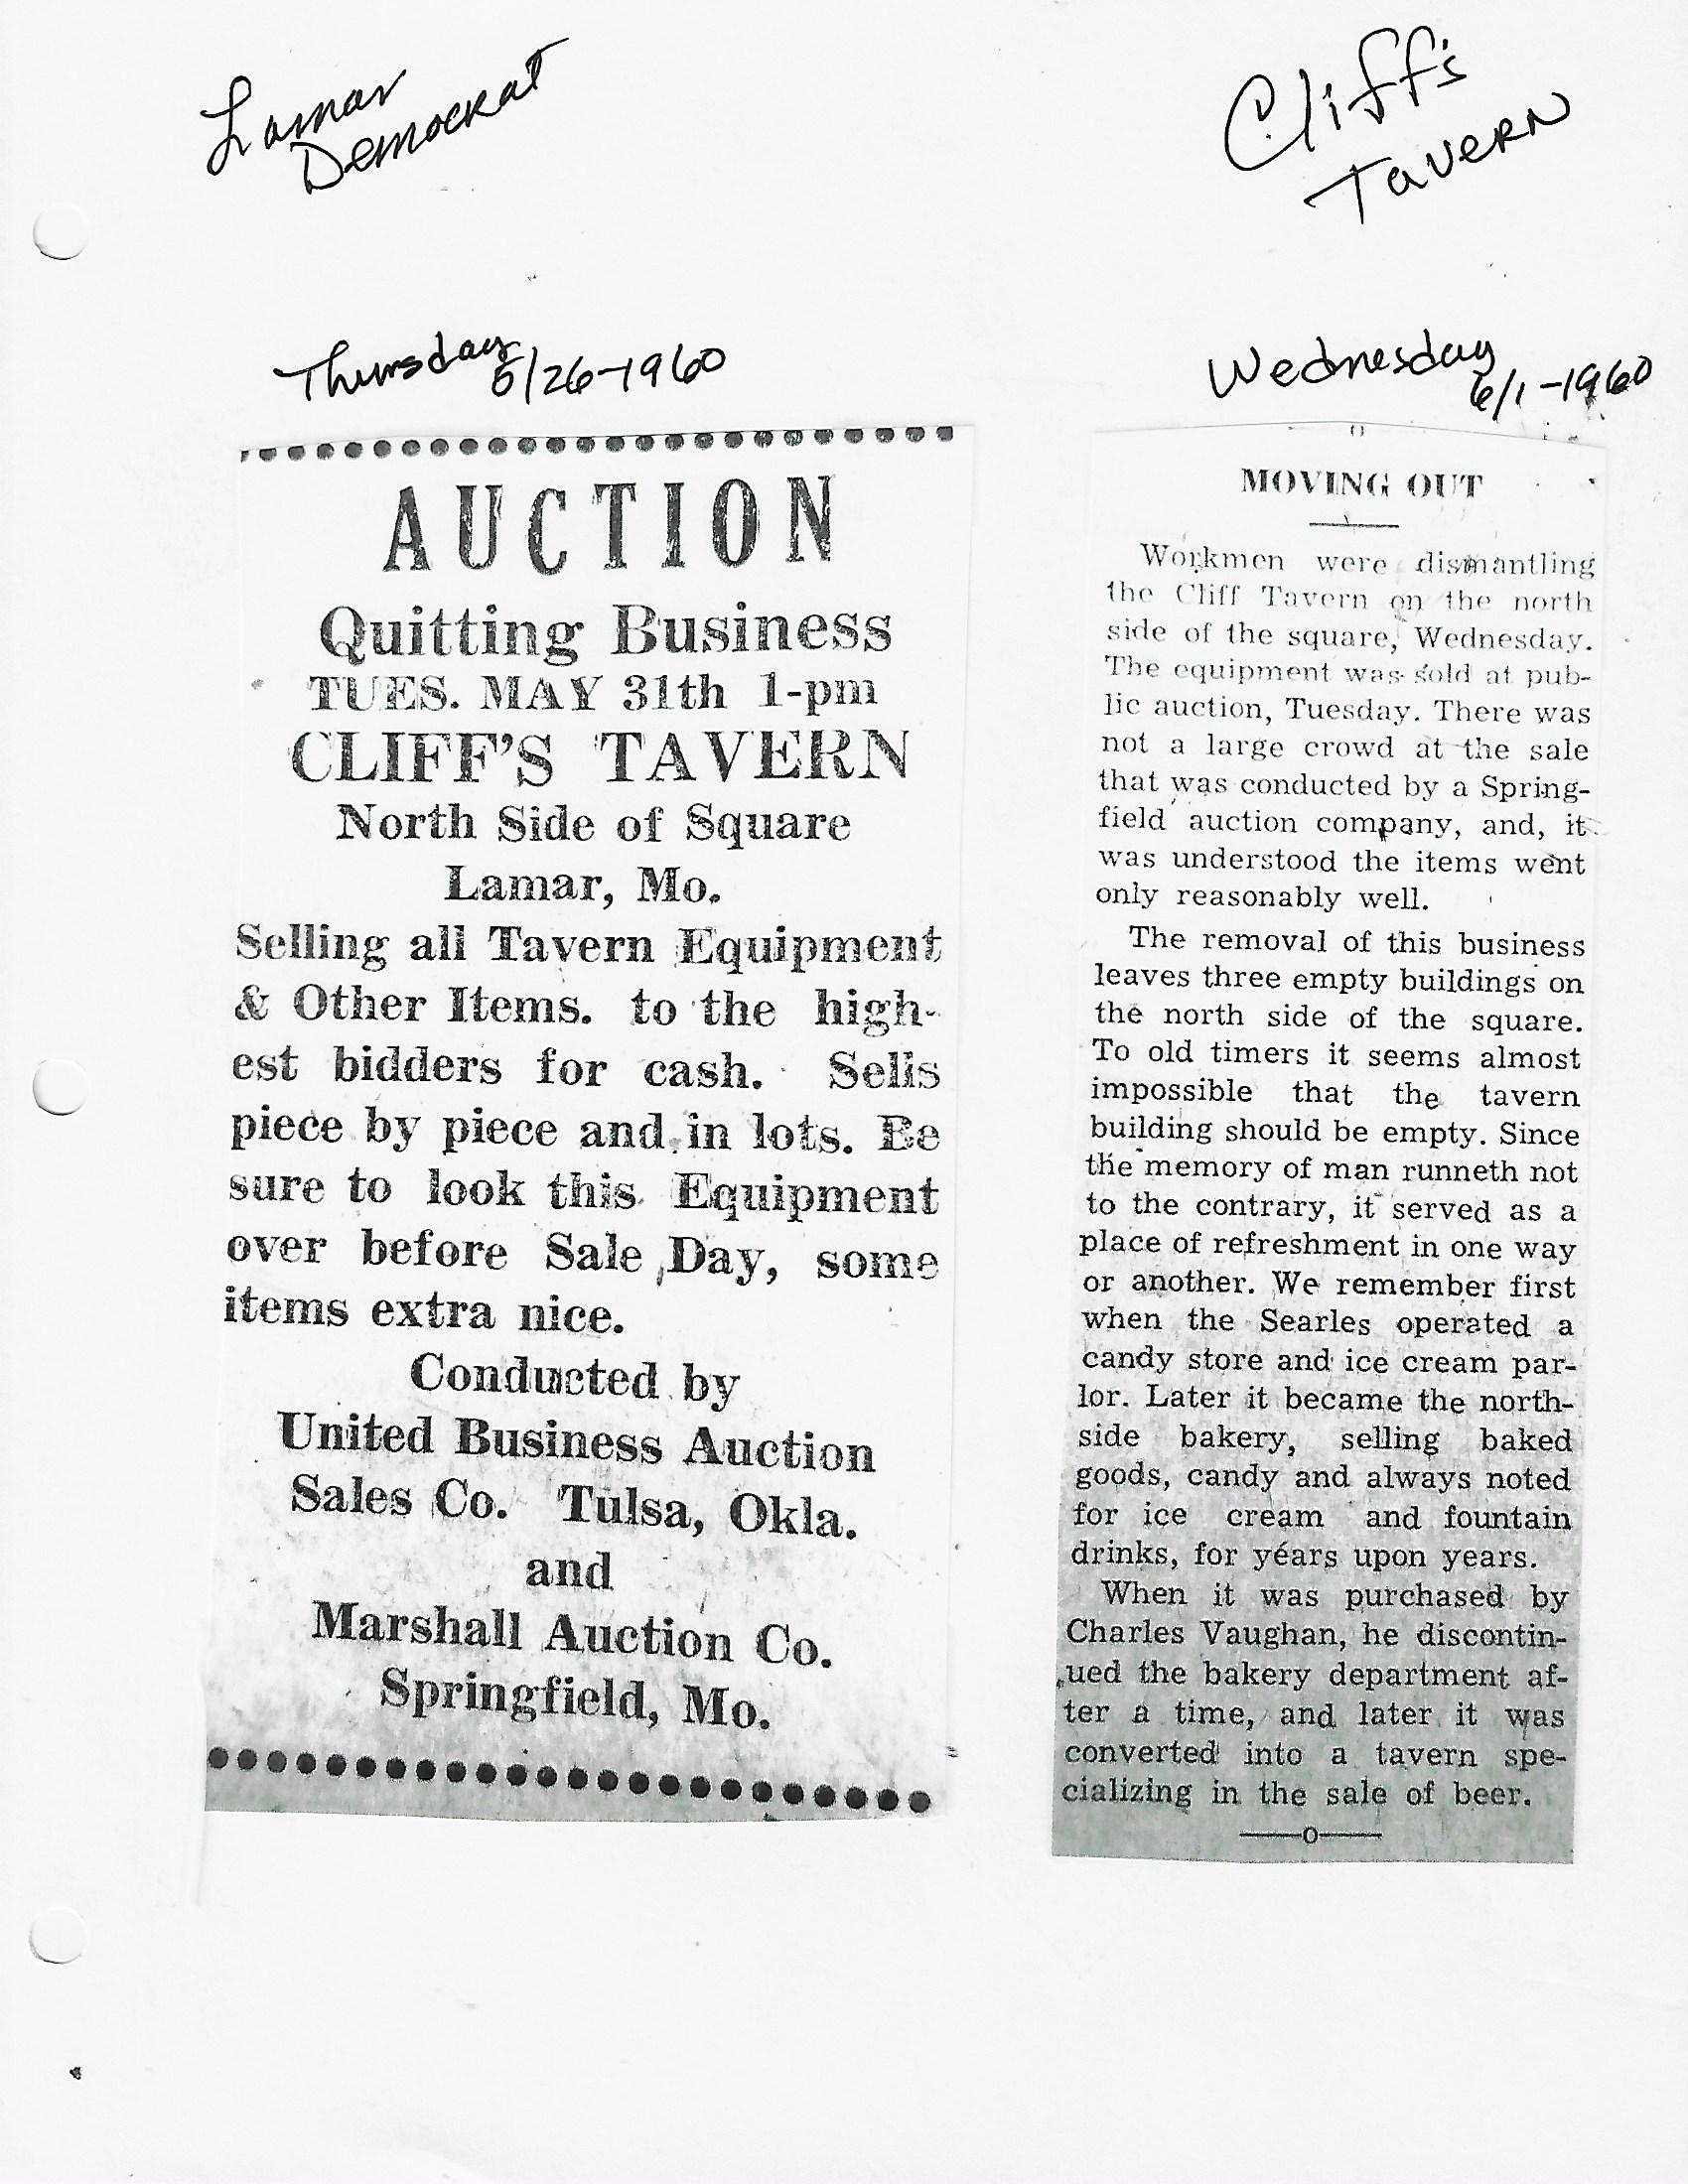 Lamar
Democrat
Cliff's
Tavern
Thursday
5/26-1960
AUCTION
Quitting Business
TUES. MAY 31th 1-pm
CLIFF'S TAVERN
North Side of Square
Lamar, Mo.
Selling all Tavern Equipment
& Other Items. to the high-
est bidders for cash. Sells
piece by piece and in lots. Be
sure to look this Equipment
over before Sale Day, some
items extra nice.
Conducted by
United Business Auction
Sales Co. Tulsa, Okla.
and
Marshall Auction Co.
Springfield, Mo.
Wednesday
6/1-1960
MOVING OUT
Workmen were dismantling
the Cliff Tavern on the north
side of the square, Wednesday.
The equipment was sold at pub-
lic auction, Tuesday. There was
not a large crowd at the sale
that was conducted by a Spring-
field auction company, and, it
was understood the items went
only reasonably well.
The removal of this business
leaves three empty buildings on
the north side of the square.
To old timers it seems almost
impossible that the tavern
building should be empty. Since
the memory of man runneth not
to the contrary, it served as a
place of refreshment in one way
or another. We remember first
when the Searles operated a
candy store and ice cream par-
lor. Later it became the north-
side bakery, selling baked
goods, candy and always noted
for ice cream and fountain
drinks, for years upon years.
When it was purchased by
Charles Vaughan, he discontin-
ued the bakery department af-
ter a time, and later it was
converted into a tavern spe-
cializing in the sale of beer.